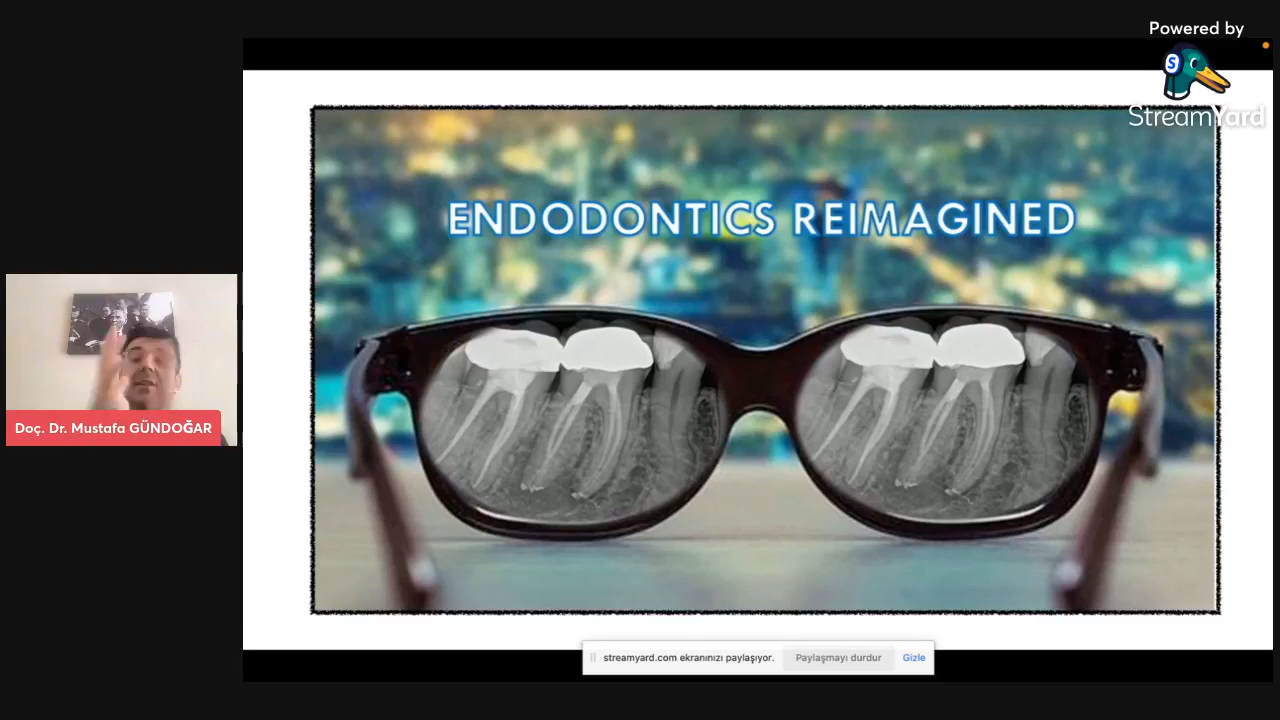 Powered by
S
StreamYard
ENDODONTICS REIMAGINED
Doç. Dr. Mustafa GÜNDOĞAR
streamyard.com ekranınızı paylaşıyor.
Paylaşmayı durdur
Gizle